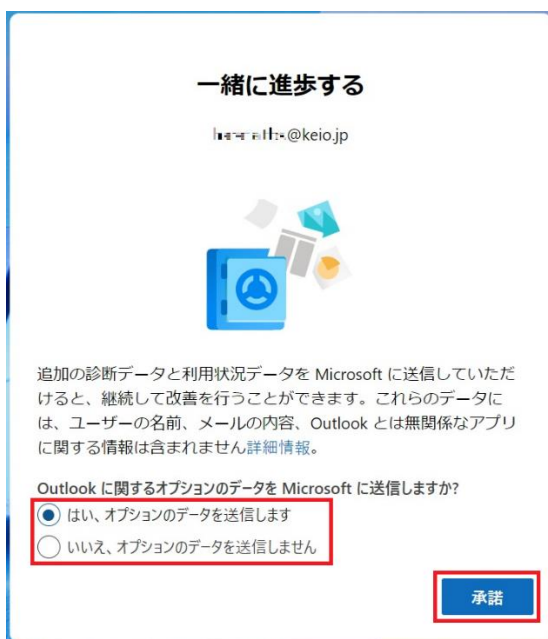 一緒に進歩する
@keio.jp
追加の診断データと利用状況データを Microsoft に送信していただ
けると、継続して改善を行うことができます。これらのデータに
は、ユーザーの名前、メールの内容、Outlook とは無関係なアプリ
に関する情報は含まれません詳細情報。
Outlook に関するオプションのデータを Microsoft に送信しますか?
はい、オプションのデータを送信します
いいえ、オプションのデータを送信しません
承諾